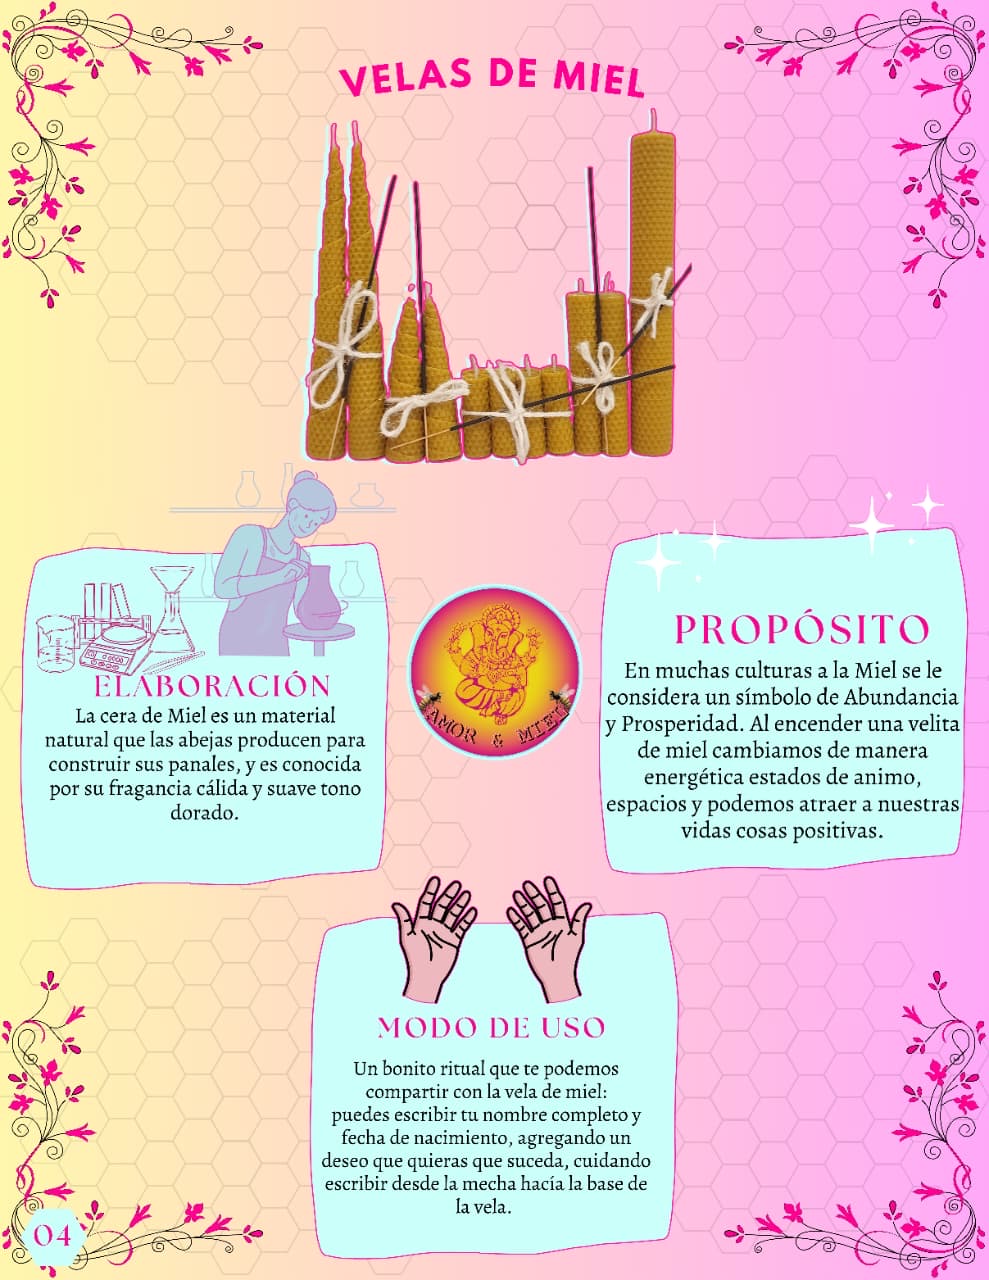 VELAS DE MIEL
ELABORACIÓN
La cera de Miel es un material
natural que las abejas producen para
construir sus panales, y es conocida
por su fragancia cálida y suave tono
dorado.
AMOR & MIEL
PROPÓSITO
En muchas culturas a la Miel se le
considera un símbolo de Abundancia
y Prosperidad. Al encender una velita
de miel cambiamos de manera
energética estados de animo,
espacios y podemos atraer a nuestras
vidas cosas positivas.
MODO DE USO
Un bonito ritual que te podemos
compartir con la vela de miel:
puedes escribir tu nombre completo y
fecha de nacimiento, agregando un
deseo que quieras que suceda, cuidando
escribir desde la mecha hacía la base de
la vela.
04